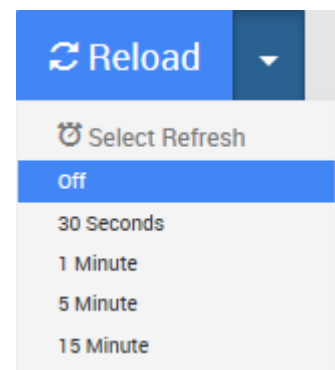 Reload
Select Refresh
Off
30 Seconds
1 Minute
5 Minute
15 Minute